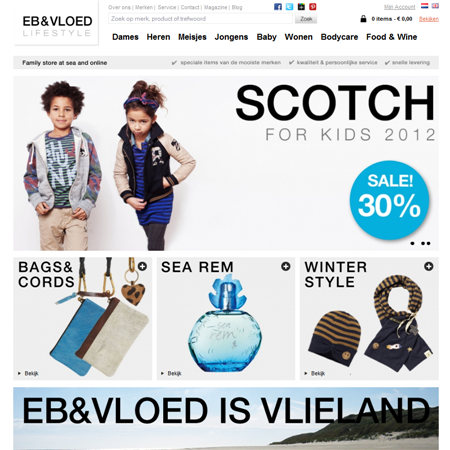 EB&VLOED
LIFESTYLE
Over ons | Merken | Service | Contact | Magazine | Blog
Mijn Account
Zoek op merk, product of trefwoord
Zoek
0 items - € 0,00
Bekijken
Dames Heren Meisjes Jongens Baby Wonen Bodycare Food & Wine
Family store at sea and online
✓ speciale items van de mooiste merken ✓ kwaliteit & persoonlijke service ✓ snelle levering
SCOTCH
FOR KIDS 2012
SALE!
30%
BAGS&
CORDS
Bekijk
SEA REM
sea
rem
Bekijk
WINTER
STYLE
Bekijk
EB&VLOED IS VLIELAND